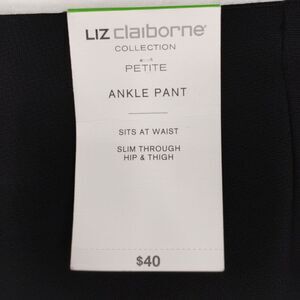 LIZ claiborne®
COLLECTION
PETITE
ANKLE PANT
SITS AT WAIST
SLIM THROUGH
HIP & THIGH
$40